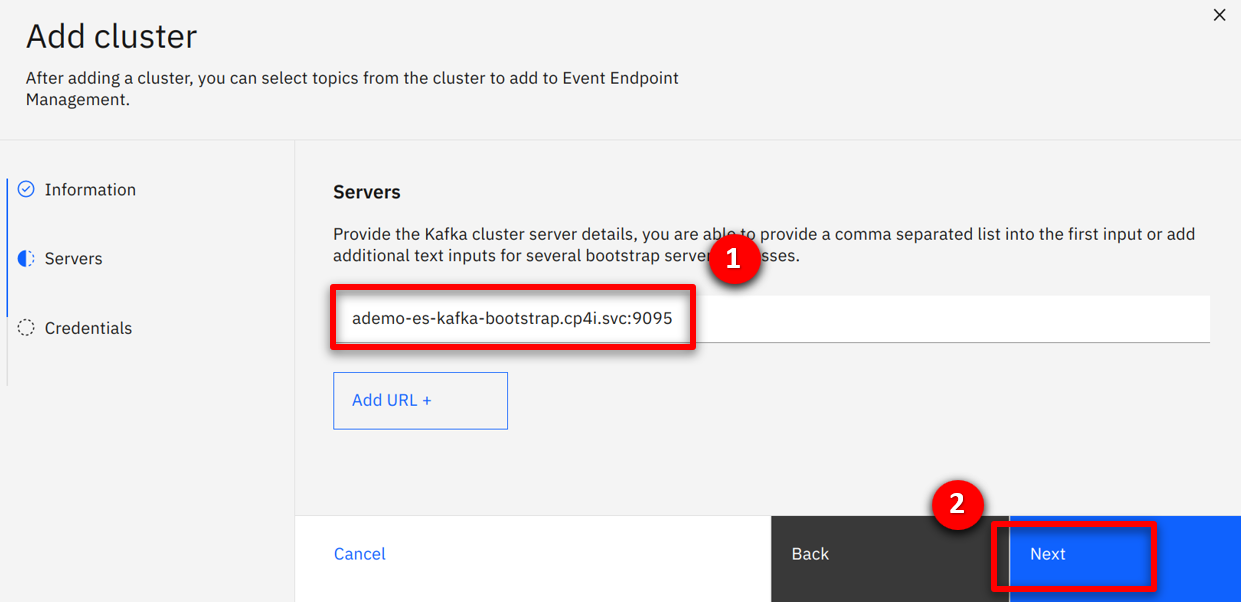 Add cluster
After adding a cluster, you can select topics from the cluster to add to Event Endpoint
Management.
Information
Servers
Credentials
Servers
Provide the Kafka cluster server details, you are able to provide a comma separated list into the first input or add
additional text inputs for several bootstrap server sses.
1
ademo-es-kafka-bootstrap.cp4i.svc:9095
Add URL +
2
Cancel
Back
Next